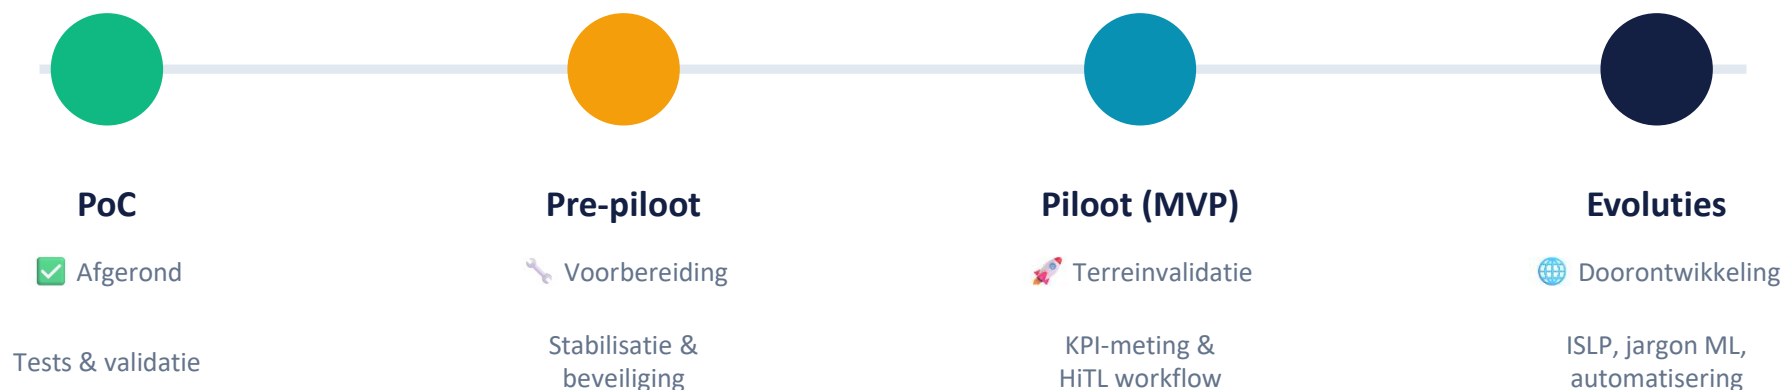 PoC
✅ Afgerond
Tests & validatie
Pre-piloot
🔧 Voorbereiding
Stabilisatie &
beveiliging
Piloot (MVP)
🚀 Terreinvalidatie
KPI-meting &
HiTL workflow
Evoluties
🌐 Doorontwikkeling
ISLP, jargon ML,
automatisering